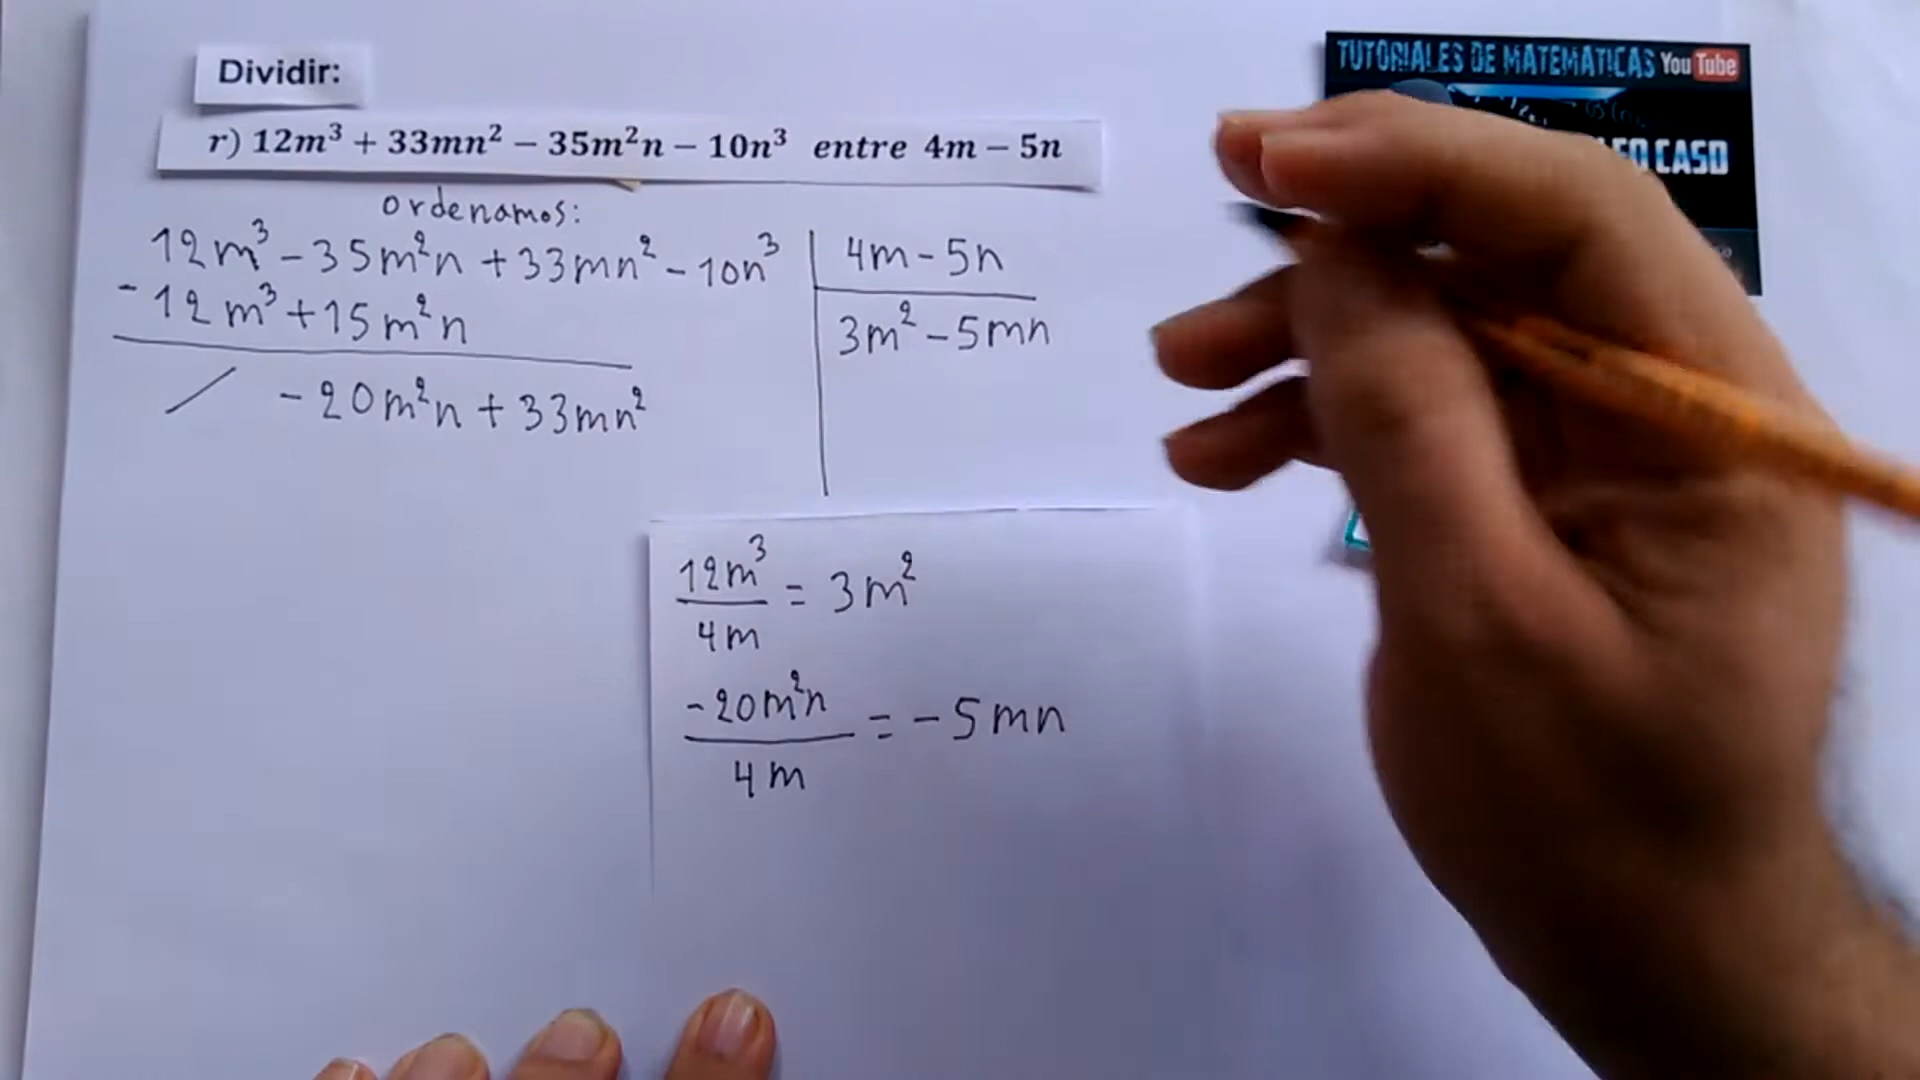 TUTORIALES DE MATEMATICAS YouTube
CASO
Dividir:
r) 12m³ + 33mn² − 35m²n − 10n³ entre 4m − 5n
ordenamos:
12m³ - 35m²n + 33mn² - 10n³ | 4m - 5n
- 12m³ + 15m²n 3m² - 5mn
- 20m²n + 33mn²
12m³ = 3m²
4m
-20m²n = - 5mn
4m